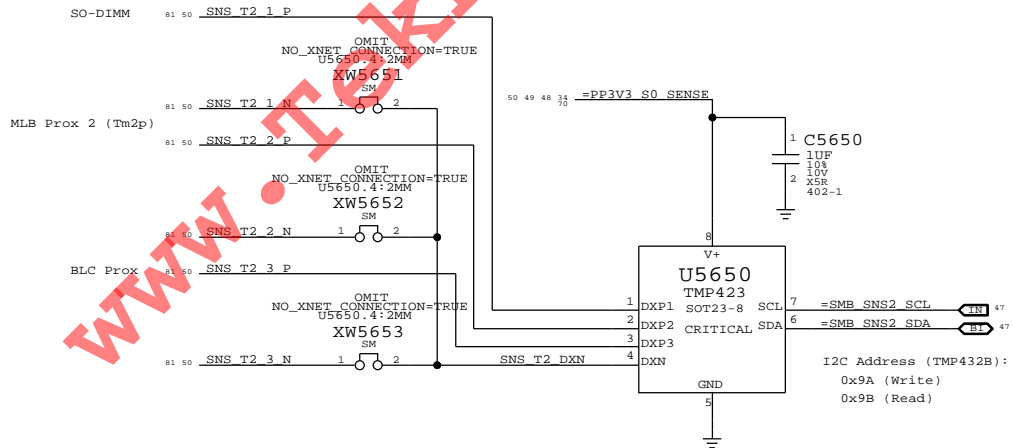 SO-DIMM
81 50 SNS_T2_1_P
OMIT
NO_XNET_CONNECTION=TRUE
U5650.4:2MM
XW5651
SM
81 50 SNS_T2_1_N 1 2
50 49 48 34 =PP3V3_S0_SENSE
70
MLB Prox 2 (Tm2p)
81 50 SNS_T2_2_P
1 C5650
1UF
10%
10V
2 X5R
402-1
OMIT
NO_XNET_CONNECTION=TRUE
U5650.4:2MM
XW5652
SM
81 50 SNS_T2_2_N 1 2
8
V+
BLC Prox 81 50 SNS_T2_3_P
U5650
TMP423
SOT23-8
CRITICAL
OMIT
NO_XNET_CONNECTION=TRUE
U5650.4:2MM
XW5653
SM
81 50 SNS_T2_3_N 1 2 SNS_T2_DXN
1 DXP1
2 DXP2
3 DXP3
4 DXN
SCL 7 =SMB_SNS2_SCL IN 47
SDA 6 =SMB_SNS2_SDA BI 47
GND
5
I2C Address (TMP432B):
0x9A (Write)
0x9B (Read)
www.Tek